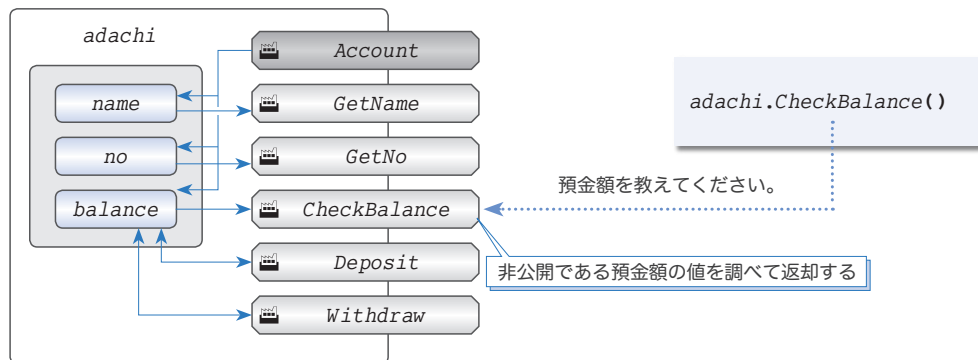 adachi
Account
name
GetName
no
GetNo
balance
CheckBalance
Deposit
Withdraw
adachi.CheckBalance()
預金額を教えてください。
非公開である預金額の値を調べて返却する